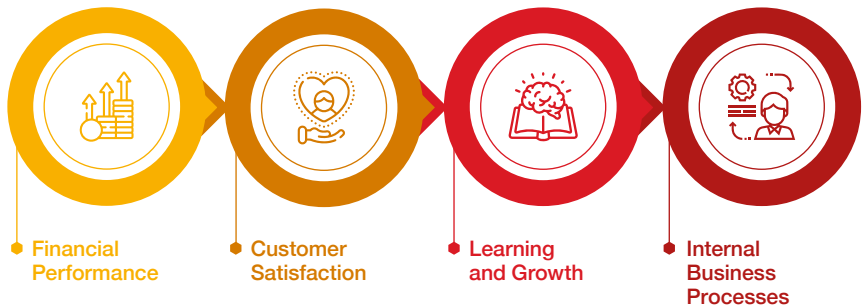 Financial
Performance
Customer
Satisfaction
Learning
and Growth
Internal
Business
Processes